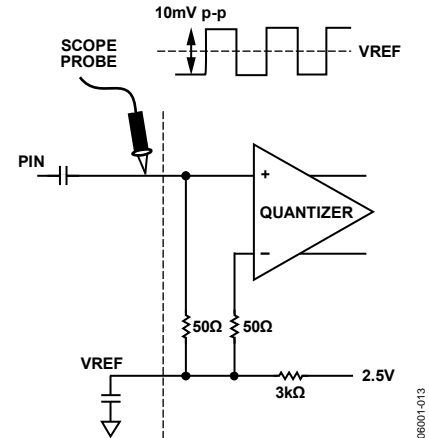 10mV p-p
VREF
SCOPE
PROBE
PIN
+
QUANTIZER
−
50Ω
50Ω
VREF
2.5V
3kΩ
06001-013